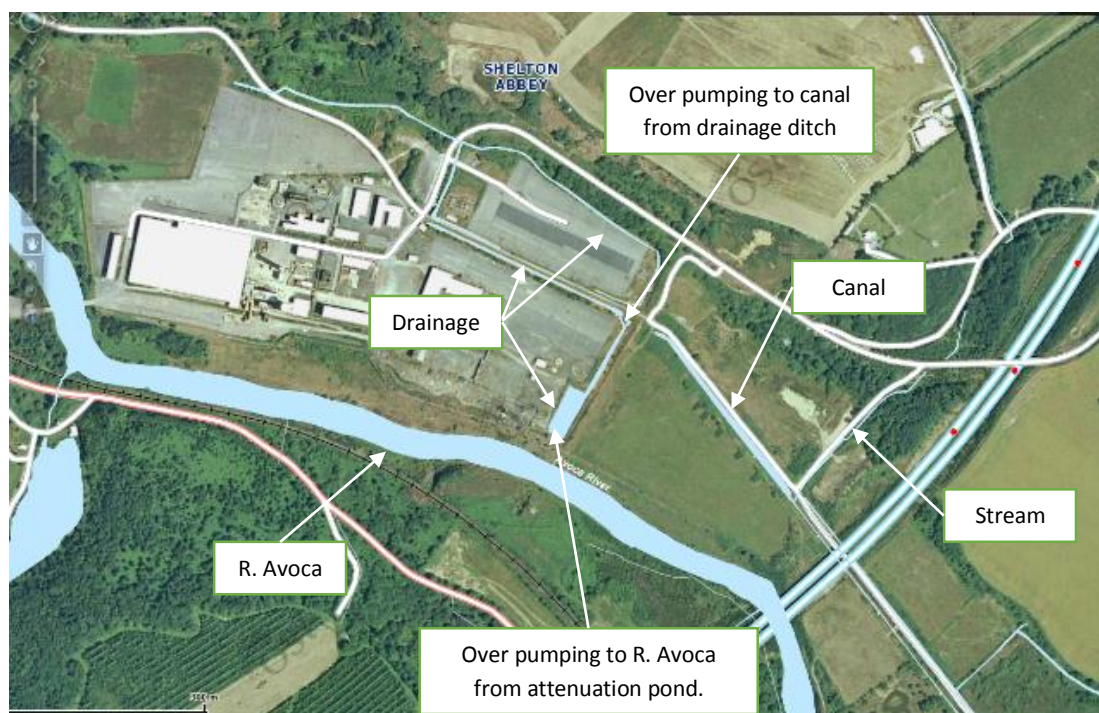 SHELTON
ABBEY
Over pumping to canal
from drainage ditch
Canal
Drainage
Avoca River
Stream
R. Avoca
Over pumping to R. Avoca
from attenuation pond.